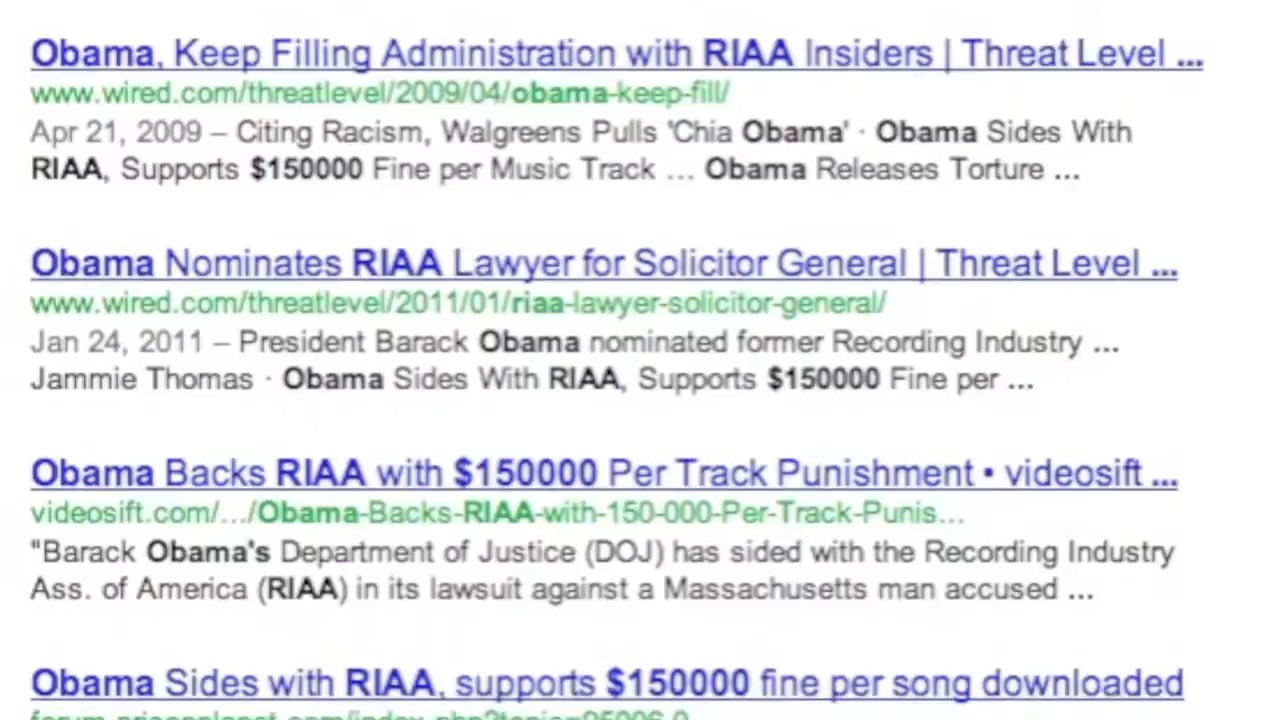 Obama, Keep Filling Administration with RIAA Insiders | Threat Level ...
www.wired.com/threatlevel/2009/04/obama-keep-fill/
Apr 21, 2009 – Citing Racism, Walgreens Pulls 'Chia Obama' · Obama Sides With
RIAA, Supports $150000 Fine per Music Track ... Obama Releases Torture ...
Obama Nominates RIAA Lawyer for Solicitor General | Threat Level ...
www.wired.com/threatlevel/2011/01/riaa-lawyer-solicitor-general/
Jan 24, 2011 – President Barack Obama nominated former Recording Industry ...
Jammie Thomas · Obama Sides With RIAA, Supports $150000 Fine per ...
Obama Backs RIAA with $150000 Per Track Punishment • videosift ...
videosift.com/.../Obama-Backs-RIAA-with-150-000-Per-Track-Punis...
"Barack Obama's Department of Justice (DOJ) has sided with the Recording Industry
Ass. of America (RIAA) in its lawsuit against a Massachusetts man accused ...
Obama Sides with RIAA, supports $150000 fine per song downloaded